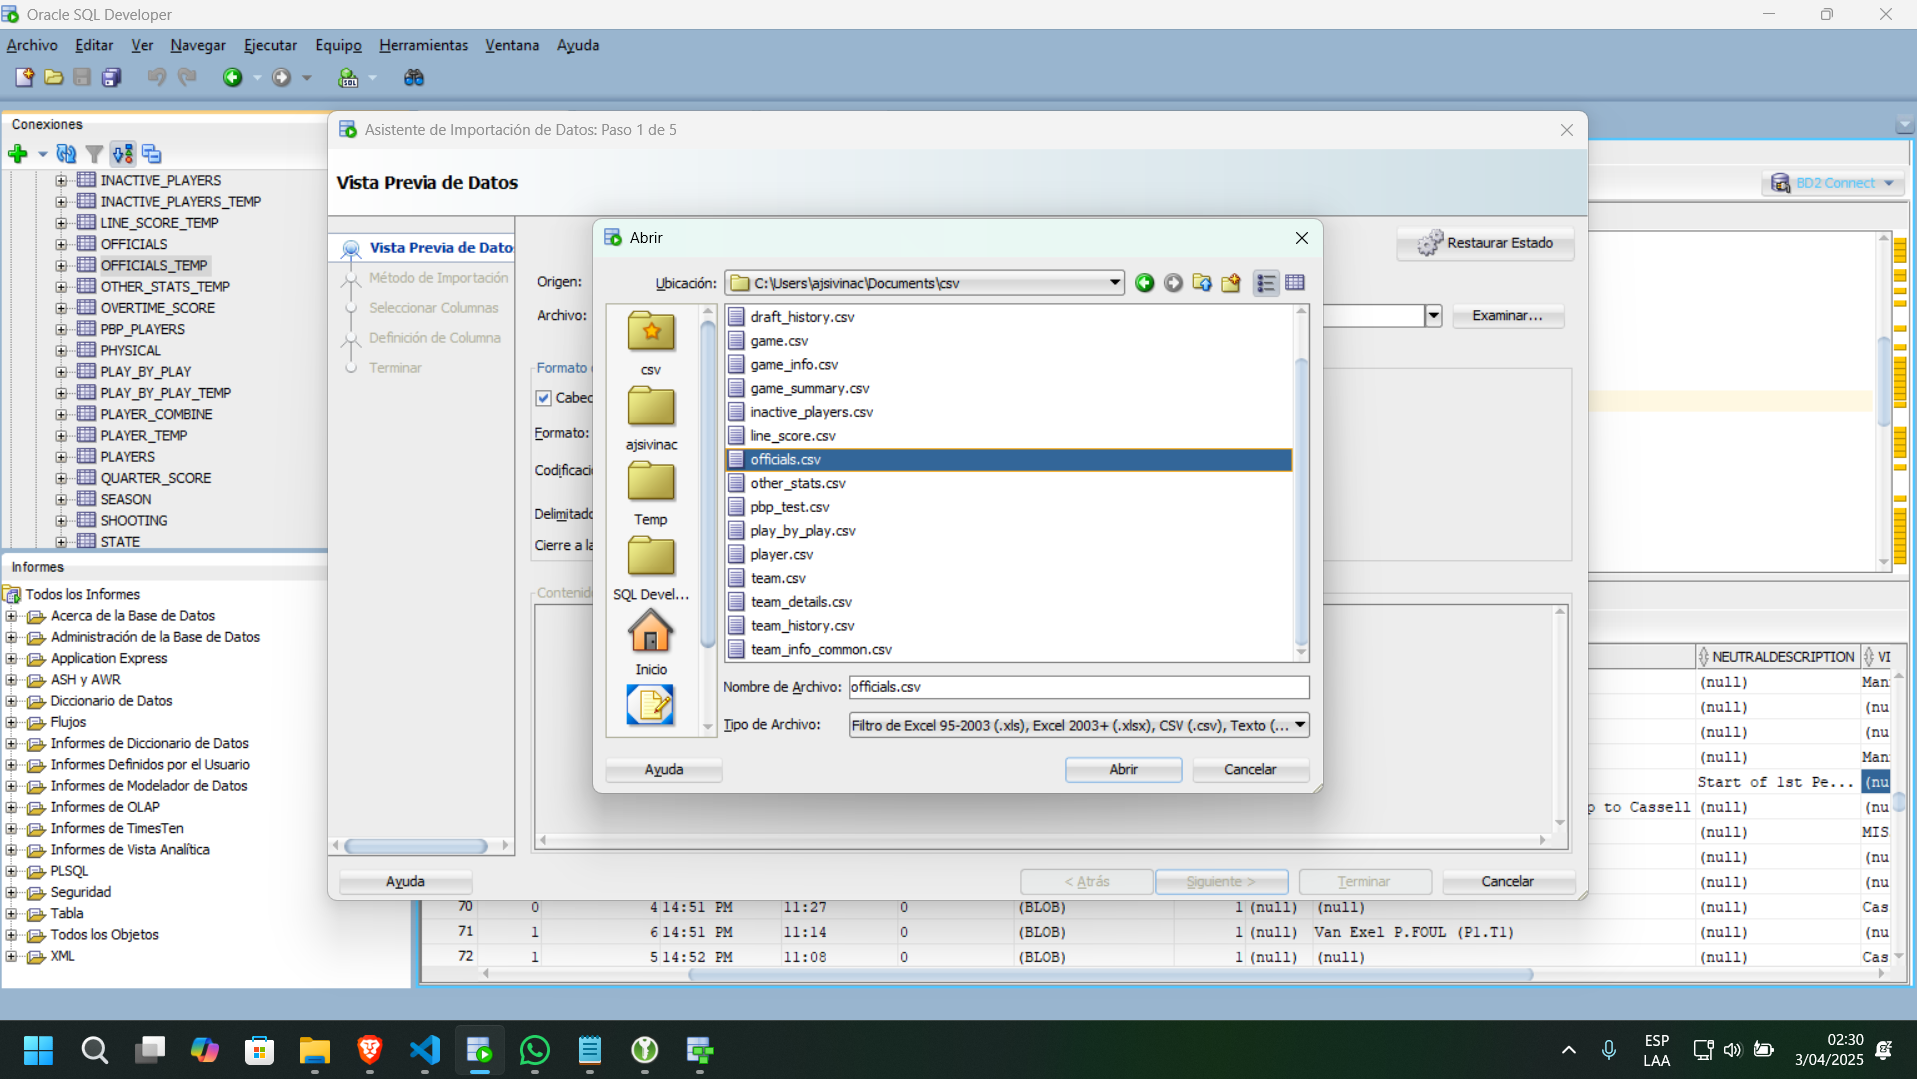 Oracle SQL Developer
Archivo Editar Ver Navegar Ejecutar Equipo Herramientas Ventana Ayuda
Conexiones
INACTIVE_PLAYERS
INACTIVE_PLAYERS_TEMP
LINE_SCORE_TEMP
OFFICIALS
OFFICIALS_TEMP
OTHER_STATS_TEMP
OVERTIME_SCORE
PBP_PLAYERS
PHYSICAL
PLAY_BY_PLAY
PLAY_BY_PLAY_TEMP
PLAYER_COMBINE
PLAYER_TEMP
PLAYERS
QUARTER_SCORE
SEASON
SHOOTING
STATE
Informes
Todos los Informes
Acerca de la Base de Datos
Administración de la Base de Datos
Application Express
ASH y AWR
Diccionario de Datos
Flujos
Informes de Diccionario de Datos
Informes Definidos por el Usuario
Informes de Modelador de Datos
Informes de OLAP
Informes de TimesTen
Informes de Vista Analítica
PLSQL
Seguridad
Tabla
Todos los Objetos
XML
Asistente de Importación de Datos: Paso 1 de 5
Vista Previa de Datos
Vista Previa de Dato
Método de Importación
Seleccionar Columnas
Definición de Columna
Terminar
Origen:
Archivo:
Examinar...
Restaurar Estado
Formato
Cabec
Formato:
Codificaci
Delimitado
Cierre a la
Contenido
Ayuda
< Atrás
Siguiente >
Terminar
Cancelar
Abrir
Ubicación: C:\Users\ajsivinac\Documents\csv
csv
ajsivinac
Temp
SQL Devel...
Inicio
draft_history.csv
game.csv
game_info.csv
game_summary.csv
inactive_players.csv
line_score.csv
officials.csv
other_stats.csv
pbp_test.csv
play_by_play.csv
player.csv
team.csv
team_details.csv
team_history.csv
team_info_common.csv
Nombre de Archivo: officials.csv
Tipo de Archivo: Filtro de Excel 95-2003 (.xls), Excel 2003+ (.xlsx), CSV (.csv), Texto (...
Ayuda
Abrir
Cancelar
BD2 Connect
NEUTRALDESCRIPTION VI
(null) Man
(null) (nu
(null) (nu
(null) Man
Start of 1st Pe... (nu
p to Cassell (null) (nu
(null) MIS
(null) (nu
(null) (nu
70 0 4 14:51 PM 11:27 0 (BLOB) 1 (null) (null) (null) Cas
71 1 6 14:51 PM 11:14 0 (BLOB) 1 (null) Van Exel P.FOUL (P1.T1) (null) (nu
72 1 5 14:52 PM 11:08 0 (BLOB) 1 (null) (null) (null) Cas
ESP
LAA
02:30
3/04/2025